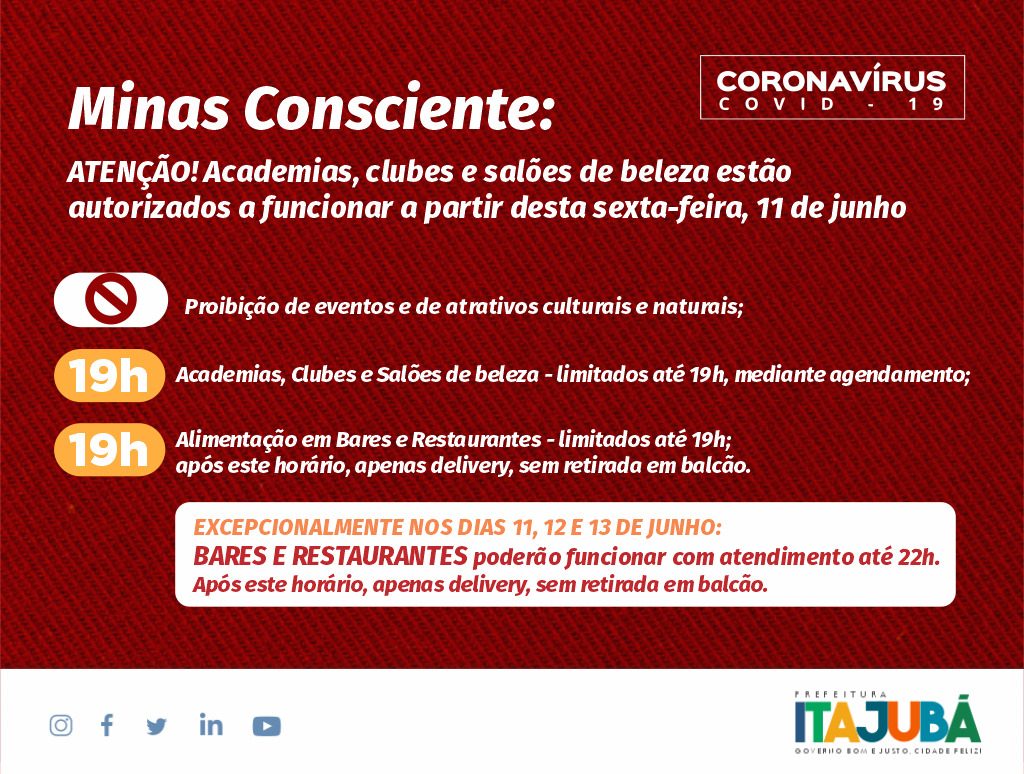 CORONAVÍRUS
COVID - 19
Minas Consciente:
ATENÇÃO! Academias, clubes e salões de beleza estão
autorizados a funcionar a partir desta sexta-feira, 11 de junho
Proibição de eventos e de atrativos culturais e naturais;
19h
Academias, Clubes e Salões de beleza - limitados até 19h, mediante agendamento;
19h
Alimentação em Bares e Restaurantes - limitados até 19h;
após este horário, apenas delivery, sem retirada em balcão.
EXCEPCIONALMENTE NOS DIAS 11, 12 E 13 DE JUNHO:
BARES E RESTAURANTES poderão funcionar com atendimento até 22h.
Após este horário, apenas delivery, sem retirada em balcão.
PREFEITURA
ITAJUBÁ
GOVERNO BOM E JUSTO, CIDADE FELIZ!